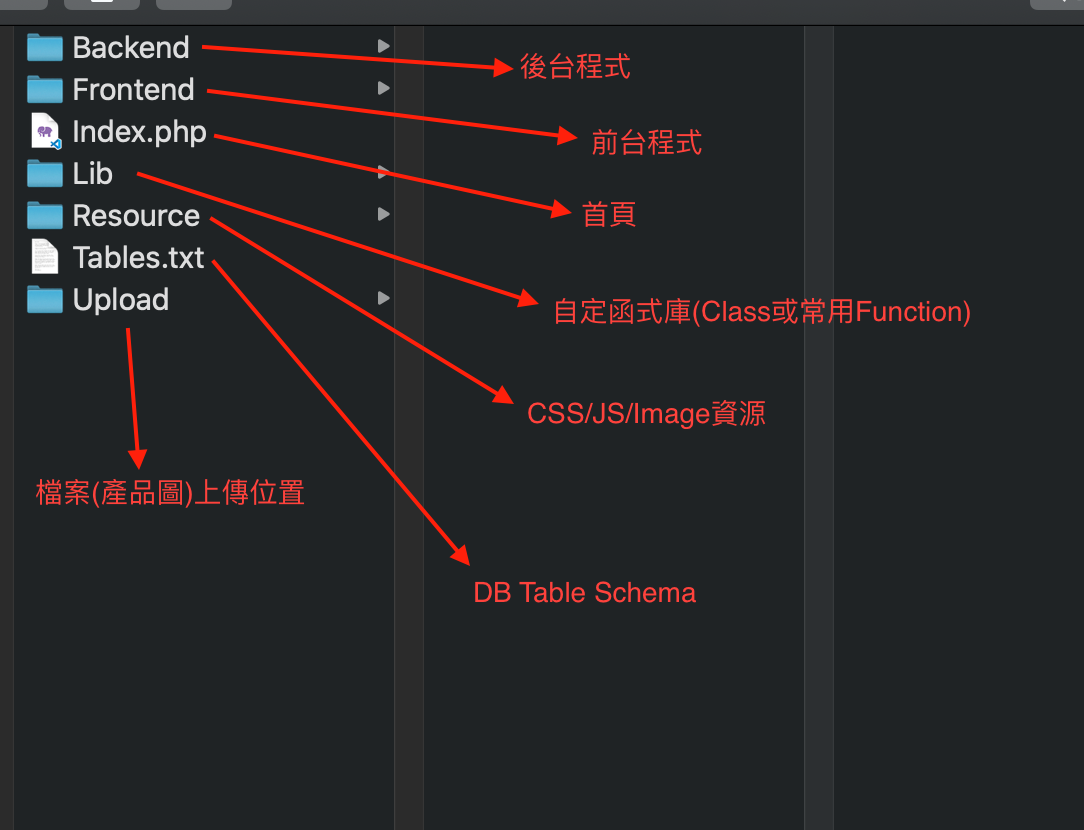 Backend
後台程式
Frontend
前台程式
Index.php
首頁
Lib
自定函式庫(Class或常用Function)
Resource
CSS/JS/Image資源
Tables.txt
DB Table Schema
Upload
檔案(產品圖)上傳位置